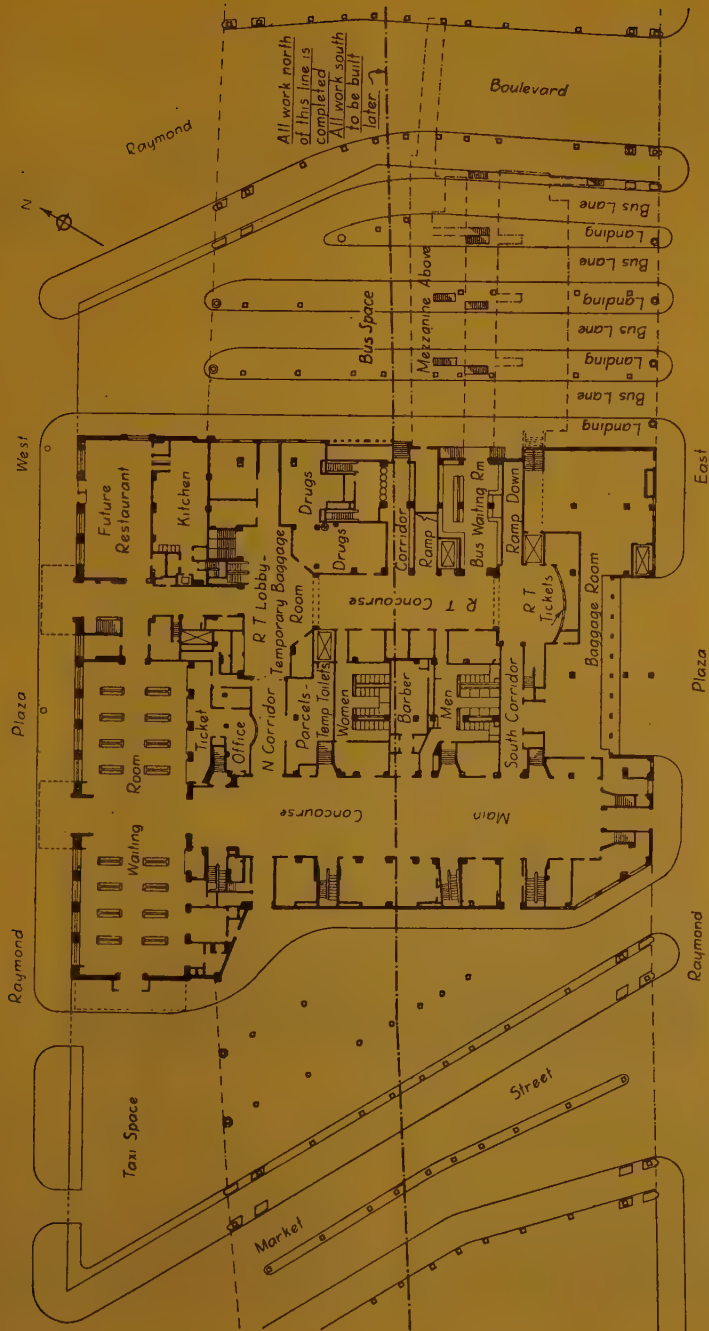 Raymond
Boulevard
All work north
of this line is
completed
All work south
to be built
later
N
Bus Lane
Landing
Bus Lane
Landing
Bus Lane
Landing
Bus Lane
Landing
Mezzanine Above
Bus Space
West
East
Future
Restaurant
Kitchen
Drugs
Drugs
Corridor
Ramp
Bus Waiting Rm
Ramp Down
R T Lobby-
Temporary Baggage
Room
R T Concourse
R T
Tickets
Baggage Room
Plaza
Plaza
Ticket
Office
N Corridor
Parcels-
Temp Toilets
Women
Barber
Men
South Corridor
Waiting
Room
Main
Concourse
Raymond
Raymond
Taxi Space
Market
Street